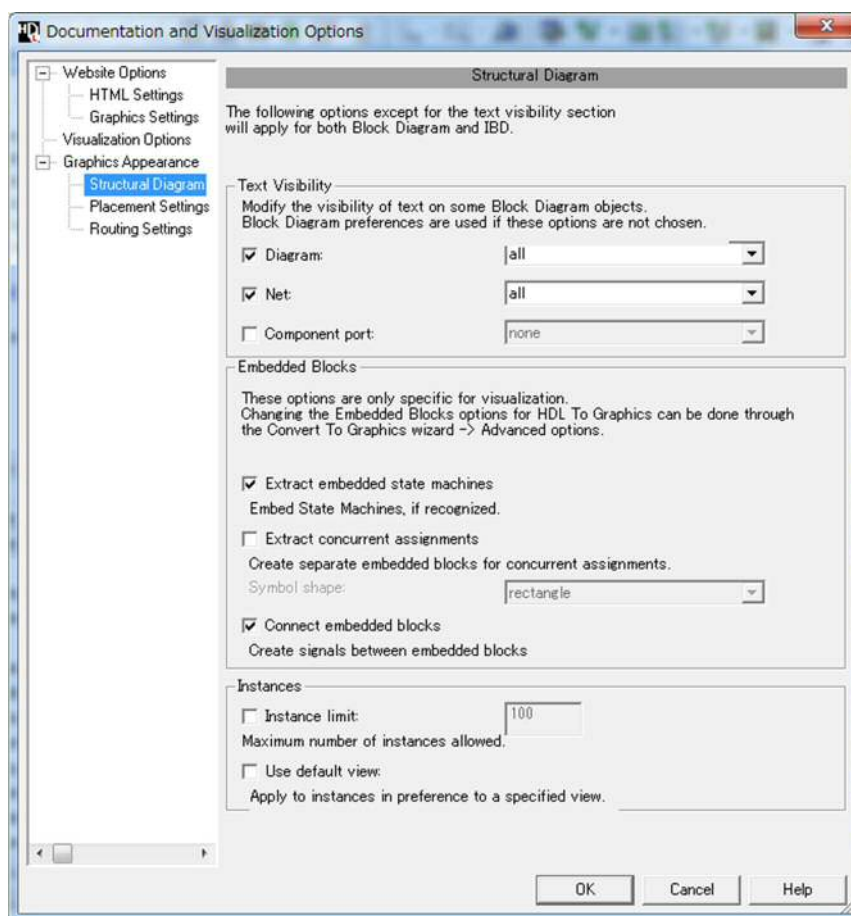 HDL Documentation and Visualization Options
Website Options
HTML Settings
Graphics Settings
Visualization Options
Graphics Appearance
Structural Diagram
Placement Settings
Routing Settings
Structural Diagram
The following options except for the text visibility section
will apply for both Block Diagram and IBD.
Text Visibility
Modify the visibility of text on some Block Diagram objects.
Block Diagram preferences are used if these options are not chosen.
Diagram: all
Net: all
Component port: none
Embedded Blocks
These options are only specific for visualization.
Changing the Embedded Blocks options for HDL To Graphics can be done through
the Convert To Graphics wizard -> Advanced options.
Extract embedded state machines
Embed State Machines, if recognized.
Extract concurrent assignments
Create separate embedded blocks for concurrent assignments.
Symbol shape: rectangle
Connect embedded blocks
Create signals between embedded blocks
Instances
Instance limit: 100
Maximum number of instances allowed.
Use default view:
Apply to instances in preference to a specified view.
OK Cancel Help